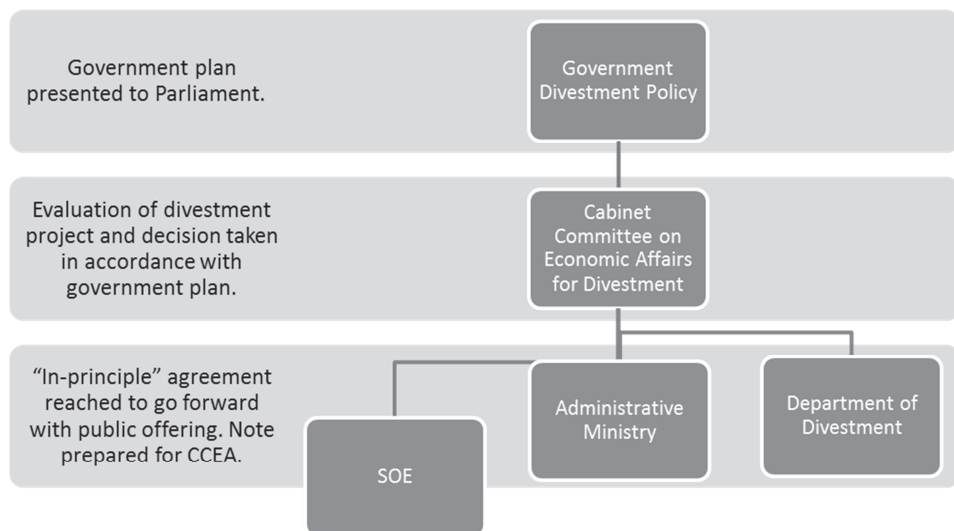 Government plan
presented to Parliament.
Government
Divestment Policy
Evaluation of divestment
project and decision taken
in accordance with
government plan.
Cabinet
Committee on
Economic Affairs
for Divestment
“In-principle” agreement
reached to go forward
with public offering. Note
prepared for CCEA.
SOE
Administrative
Ministry
Department of
Divestment